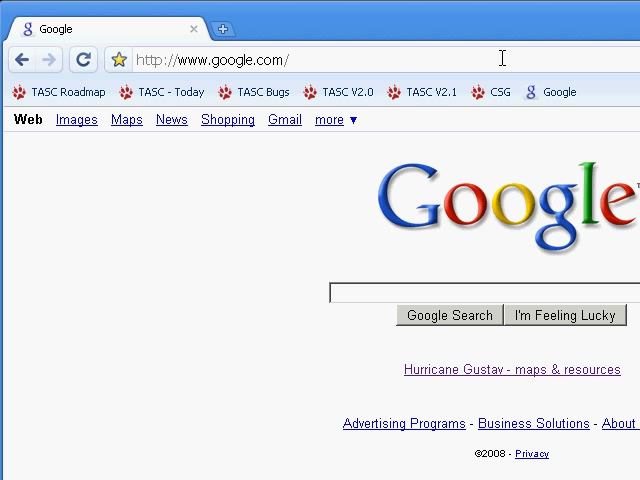 Google
http://www.google.com/
TASC Roadmap TASC - Today TASC Bugs TASC V2.0 TASC V2.1 CSG Google
Web Images Maps News Shopping Gmail more ▼
Google
Google Search I'm Feeling Lucky
Hurricane Gustav - maps & resources
Advertising Programs - Business Solutions - About
©2008 - Privacy